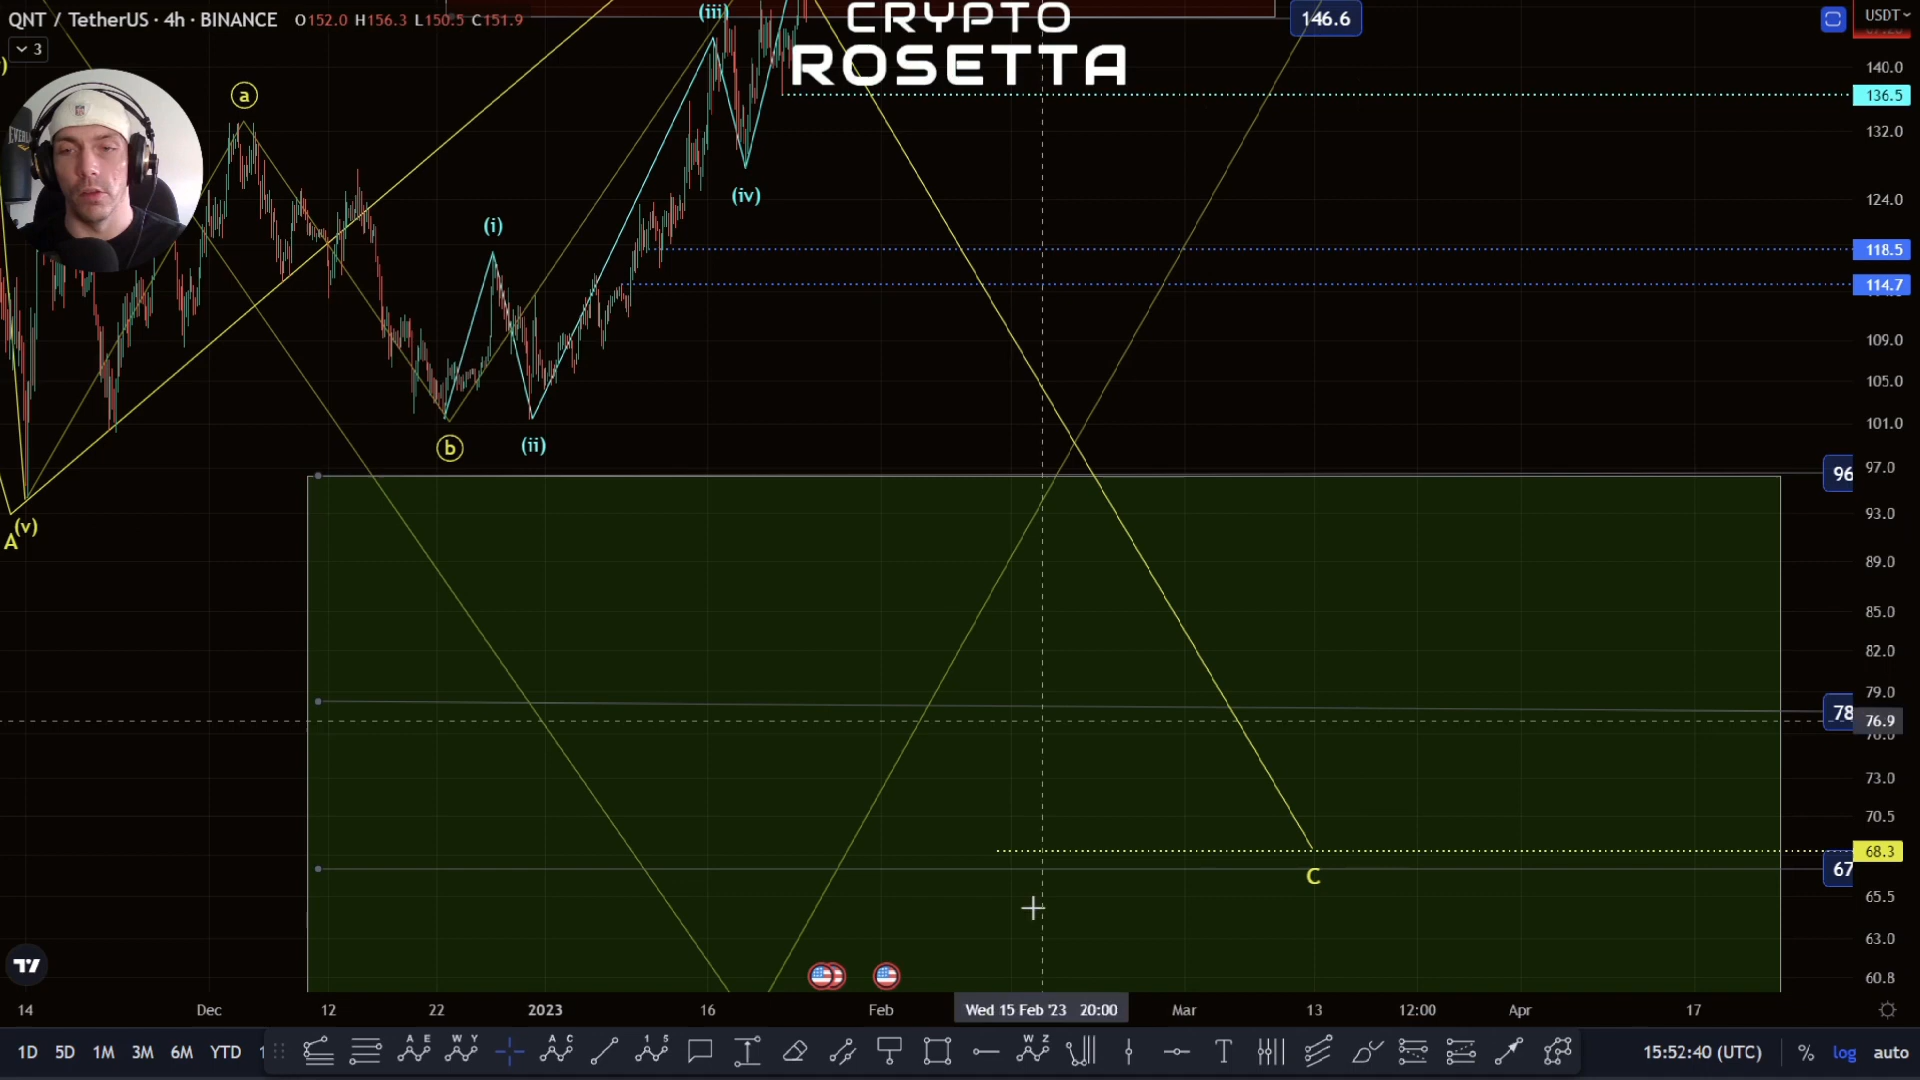 QNT / TetherUS · 4h · BINANCE O152.0 H156.3 L150.5 C151.9
3
CRYPTO
ROSETTA
146.6
USDT
EVERLAST
(iii)
(iv)
(i)
(ii)
a
b
A
(v)
C
140.0
136.5
132.0
124.0
118.5
114.7
109.0
105.0
101.0
97.0
96
93.0
89.0
85.0
82.0
79.0
78
76.9
73.0
70.5
68.3
67
65.5
63.0
60.8
14 Dec 12 22 2023 16 Feb Wed 15 Feb '23 20:00 Mar 13 12:00 Apr 17
1D 5D 1M 3M 6M YTD
A E
W Y
A C
1 5
W Z
T
15:52:40 (UTC) % log auto